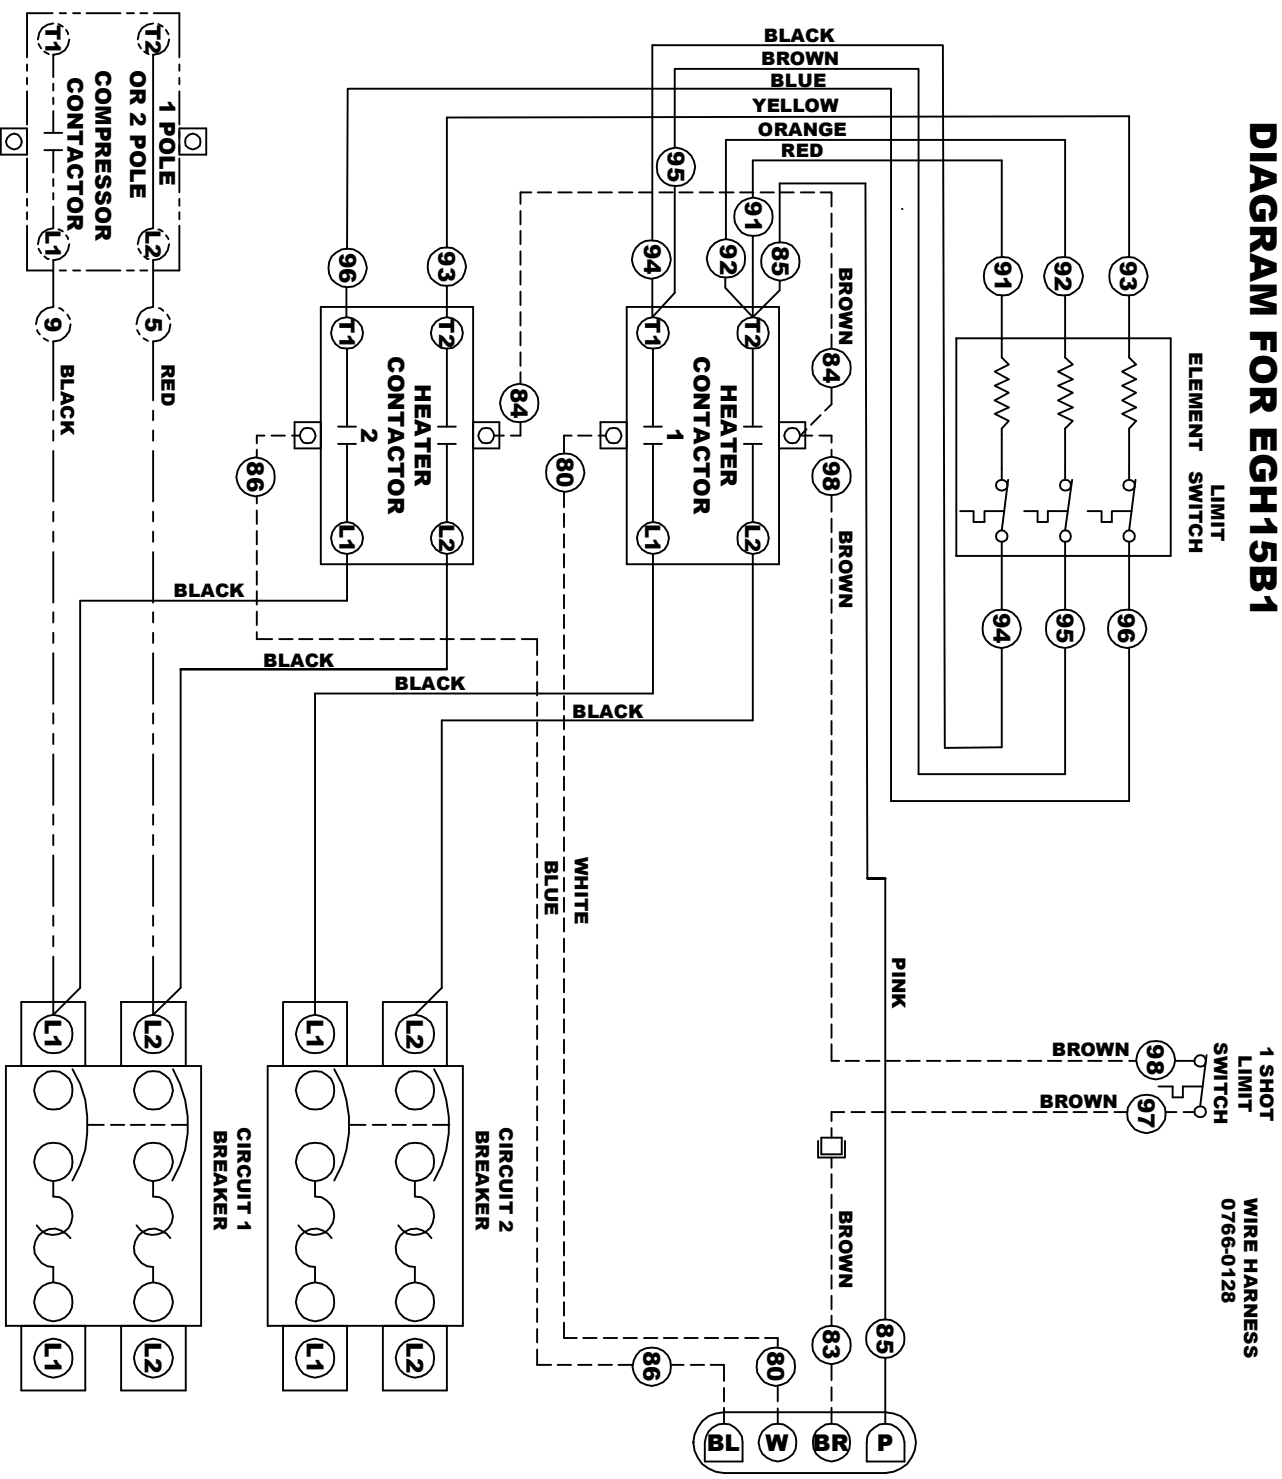 DIAGRAM FOR EGH15B1
BLACK
BROWN
BLUE
YELLOW
ORANGE
RED
T1
T2
1 POLE
OR 2 POLE
COMPRESSOR
CONTACTOR
L1
L2
9
5
BLACK
RED
95
91
96
93
94
92
85
84
BROWN
84
91
92
93
ELEMENT
LIMIT
SWITCH
94
95
96
T1
T2
HEATER
CONTACTOR
2
L1
L2
86
84
T1
T2
HEATER
CONTACTOR
1
L1
L2
80
98
BROWN
BLACK
BLACK
BLACK
BLACK
WHITE
BLUE
PINK
BROWN
98
BROWN
97
1 SHOT
LIMIT
SWITCH
WIRE HARNESS
0766-0128
BROWN
L1
L2
L1
L2
CIRCUIT 1
BREAKER
CIRCUIT 2
BREAKER
L1
L2
L1
L2
86
80
83
85
BL
W
BR
P